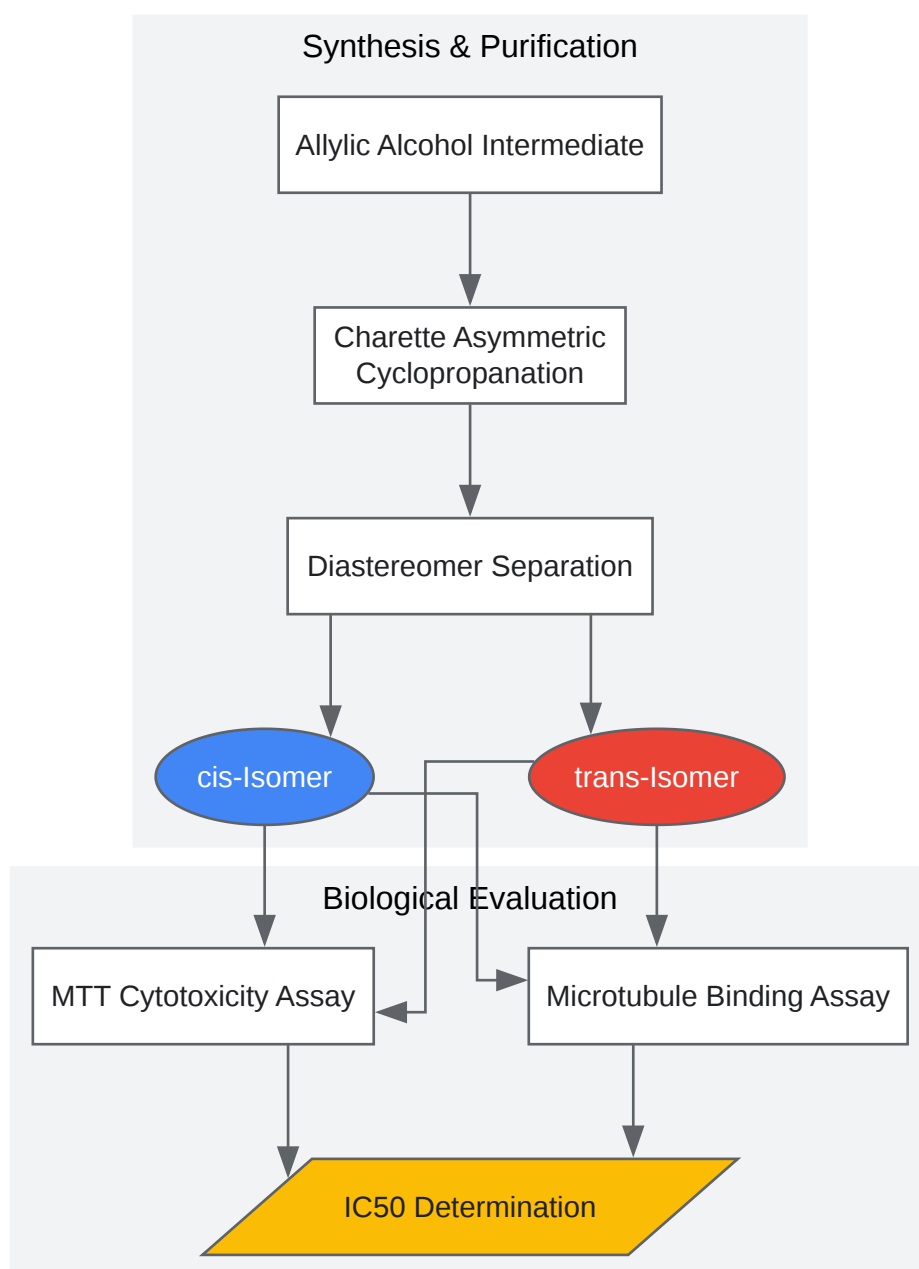 Synthesis & Purification
Allylic Alcohol Intermediate
Charette Asymmetric
Cyclopropanation
Diastereomer Separation
cis-Isomer
trans-Isomer
Biological Evaluation
MTT Cytotoxicity Assay
Microtubule Binding Assay
IC50 Determination